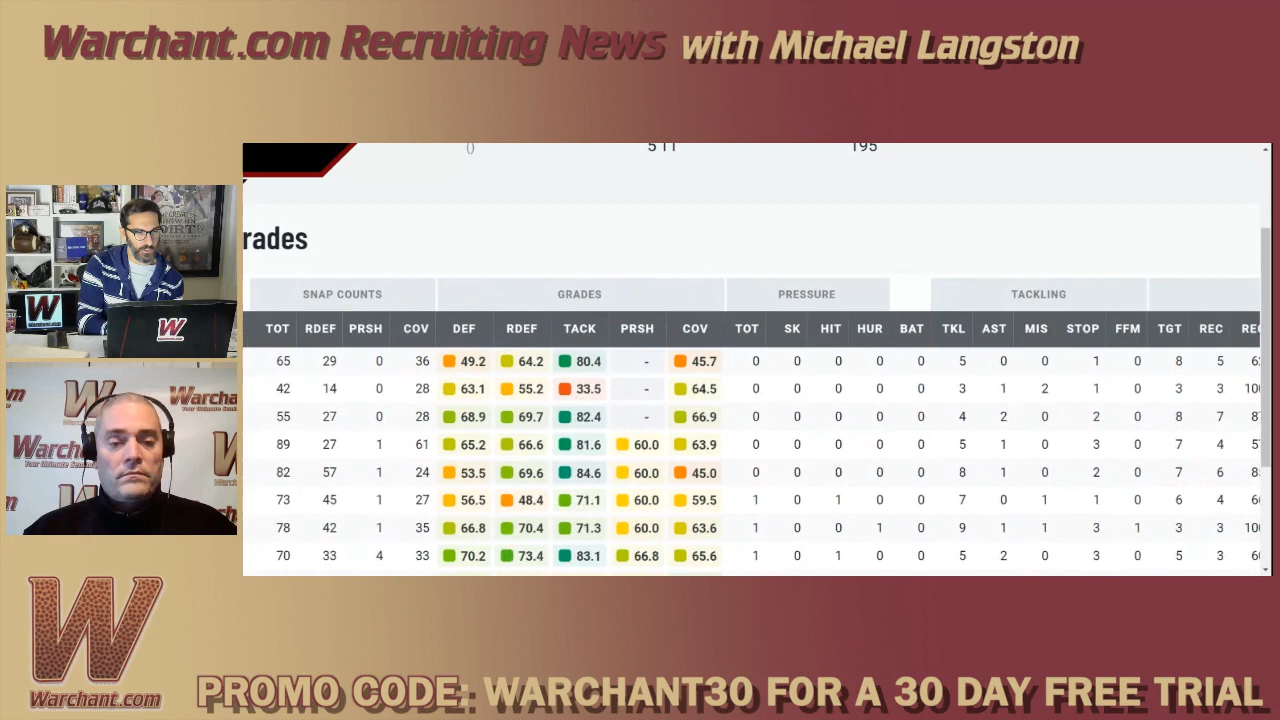 Warchant.com Recruiting News with Michael Langston
() 5'11 195
rades
SNAP COUNTS GRADES PRESSURE TACKLING
TOT RDEF PRSH COV DEF RDEF TACK PRSH COV TOT SK HIT HUR BAT TKL AST MIS STOP FFM TGT REC
65 29 0 36 49.2 64.2 80.4 - 45.7 0 0 0 0 0 5 0 0 1 0 8 5
42 14 0 28 63.1 55.2 33.5 - 64.5 0 0 0 0 0 3 1 2 1 0 3 3
55 27 0 28 68.9 69.7 82.4 - 66.9 0 0 0 0 0 4 2 0 2 0 8 7
89 27 1 61 65.2 66.6 81.6 60.0 63.9 0 0 0 0 0 5 1 0 3 0 7 4
82 57 1 24 53.5 69.6 84.6 60.0 45.0 0 0 0 0 0 8 1 0 2 0 7 6
73 45 1 27 56.5 48.4 71.1 60.0 59.5 1 0 1 0 0 7 0 1 1 0 6 4
78 42 1 35 66.8 70.4 71.3 60.0 63.6 1 0 0 1 0 9 1 1 3 1 3 3
70 33 4 33 70.2 73.4 83.1 66.8 65.6 1 0 1 0 0 5 2 0 3 0 5 3
W
W
Warchant
Your Ultimate
W
Warchant.com
PROMO CODE: WARCHANT30 FOR A 30 DAY FREE TRIAL